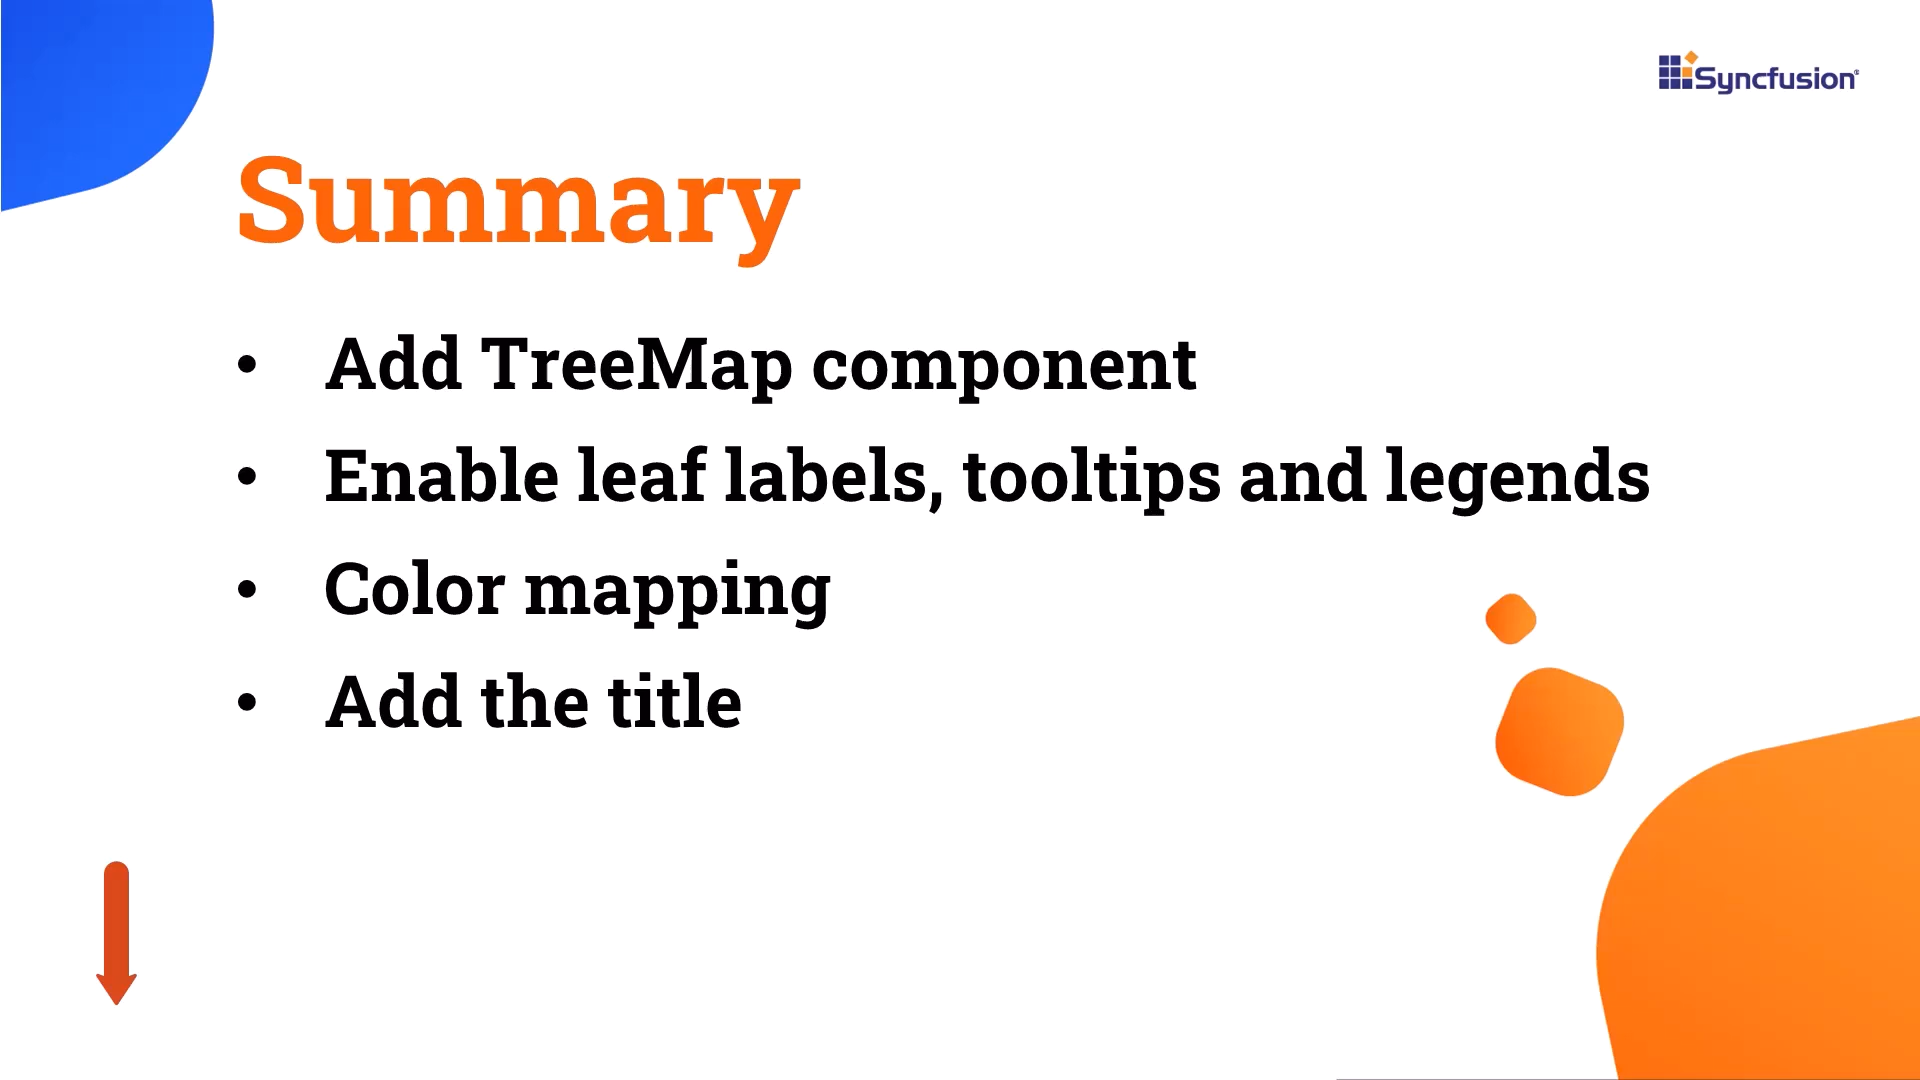 Syncfusion®
Summary
• Add TreeMap component
• Enable leaf labels, tooltips and legends
• Color mapping
• Add the title